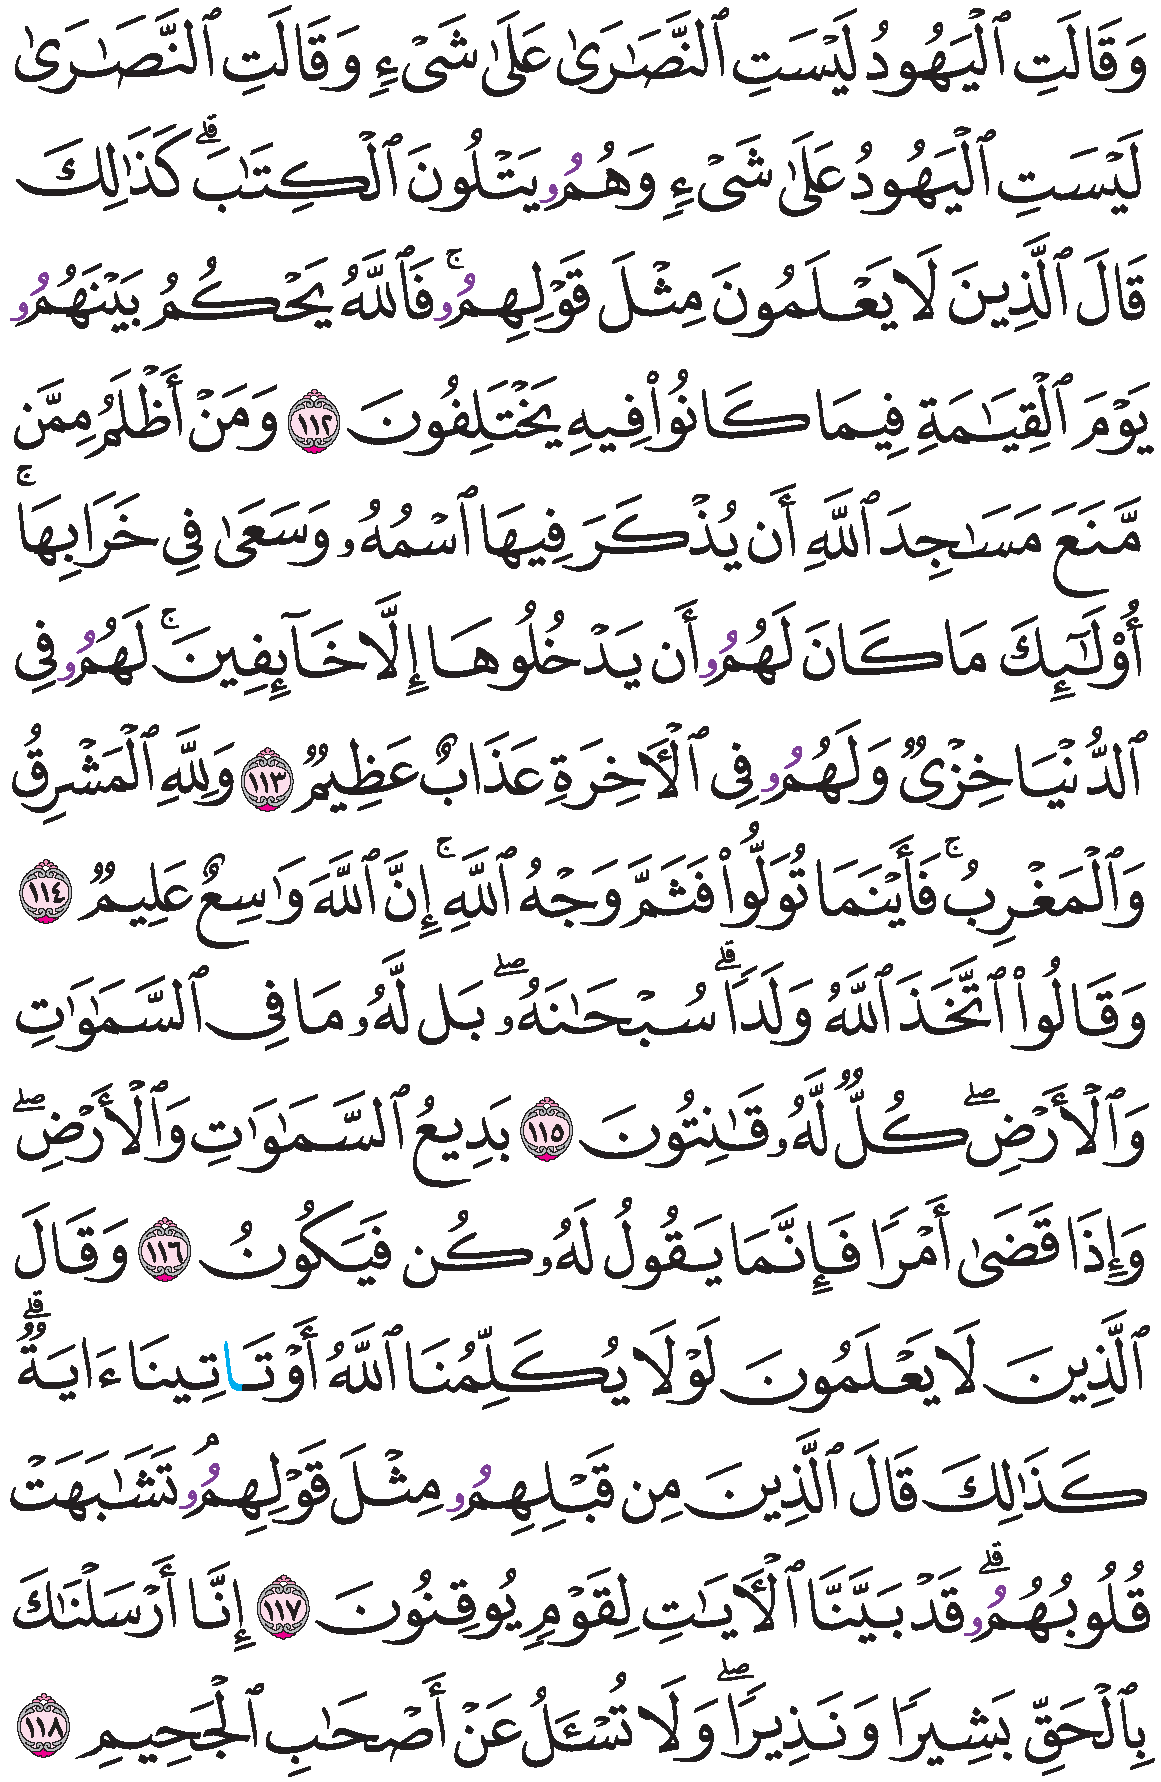 وَقَالَتِ ٱلۡيَهُودُ لَيۡسَتِ ٱلنَّصَٰرَىٰ عَلَىٰ شَيۡءٖ وَقَالَتِ ٱلنَّصَٰرَىٰ
لَيۡسَتِ ٱلۡيَهُودُ عَلَىٰ شَيۡءٖ وَهُمُۥ يَتۡلُونَ ٱلۡكِتَٰبَۗ كَذَٰلِكَ
قَالَ ٱلَّذِينَ لَا يَعۡلَمُونَ مِثۡلَ قَوۡلِهِمُۥۚ فَٱللَّهُ يَحۡكُمُ بَيۡنَهُمُۥ
يَوۡمَ ٱلۡقِيَٰمَةِ فِيمَا كَانُواْ فِيهِ يَخۡتَلِفُونَ ١١٢ وَمَنۡ أَظۡلَمُ مِمَّن
مَّنَعَ مَسَٰجِدَ ٱللَّهِ أَن يُذۡكَرَ فِيهَا ٱسۡمُهُۥ وَسَعَىٰ فِي خَرَابِهَاۚ
أُوْلَٰٓئِكَ مَا كَانَ لَهُمُۥ أَن يَدۡخُلُوهَا إِلَّا خَآئِفِينَۚ لَهُمُۥ فِي
ٱلدُّنۡيَا خِزۡيٞ وَلَهُمُۥ فِي ٱلۡأٓخِرَةِ عَذَابٌ عَظِيمٞ ١١٣ وَلِلَّهِ ٱلۡمَشۡرِقُ
وَٱلۡمَغۡرِبُۚ فَأَيۡنَمَا تُوَلُّواْ فَثَمَّ وَجۡهُ ٱللَّهِۚ إِنَّ ٱللَّهَ وَٰسِعٌ عَلِيمٞ ١١٤
وَقَالُواْ ٱتَّخَذَ ٱللَّهُ وَلَدٗاۗ سُبۡحَٰنَهُۥۖ بَل لَّهُۥ مَا فِي ٱلسَّمَٰوَٰتِ
وَٱلۡأَرۡضِۖ كُلّٞ لَّهُۥ قَٰنِتُونَ ١١٥ بَدِيعُ ٱلسَّمَٰوَٰتِ وَٱلۡأَرۡضِۖ
وَإِذَا قَضَىٰ أَمۡرٗا فَإِنَّمَا يَقُولُ لَهُۥ كُن فَيَكُونُ ١١٦ وَقَالَ
ٱلَّذِينَ لَا يَعۡلَمُونَ لَوۡلَا يُكَلِّمُنَا ٱللَّهُ أَوۡ تَاتِينَا ءَايَةٞۗ
كَذَٰلِكَ قَالَ ٱلَّذِينَ مِن قَبۡلِهِمُۥ مِثۡلَ قَوۡلِهِمُۥۘ تَشَٰبَهَتۡ
قُلُوبُهُمُۥۗ قَدۡ بَيَّنَّا ٱلۡأٓيَٰتِ لِقَوۡمٖ يُوقِنُونَ ١١٧ إِنَّا أَرۡسَلۡنَٰكَ
بِٱلۡحَقِّ بَشِيرٗا وَنَذِيرٗاۖ وَلَا تُسۡـَٔلُ عَنۡ أَصۡحَٰبِ ٱلۡجَحِيمِ ١١٨